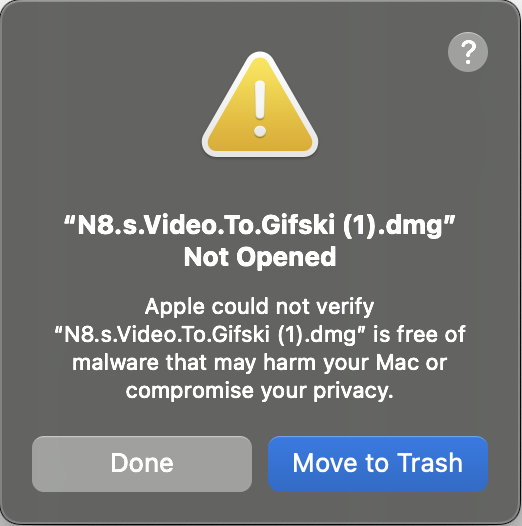 ?
“N8.s.Video.To.Gifski (1).dmg”
Not Opened
Apple could not verify
“N8.s.Video.To.Gifski (1).dmg” is free of
malware that may harm your Mac or
compromise your privacy.
Done
Move to Trash